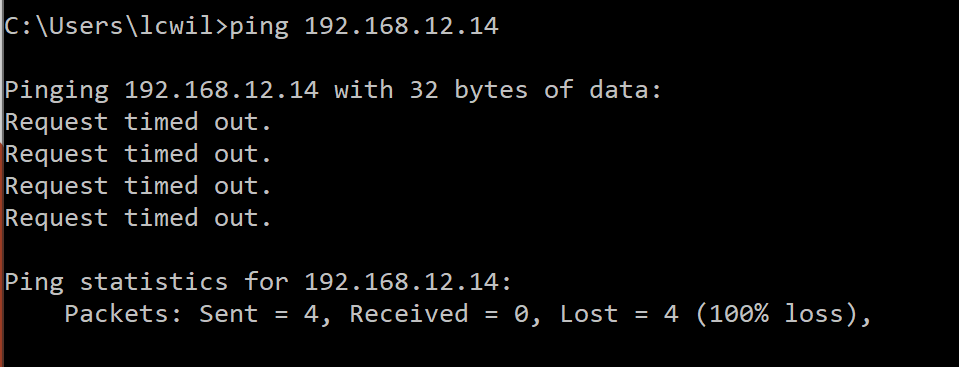 C:\Users\lcwil>ping 192.168.12.14
Pinging 192.168.12.14 with 32 bytes of data:
Request timed out.
Request timed out.
Request timed out.
Request timed out.
Ping statistics for 192.168.12.14:
    Packets: Sent = 4, Received = 0, Lost = 4 (100% loss),